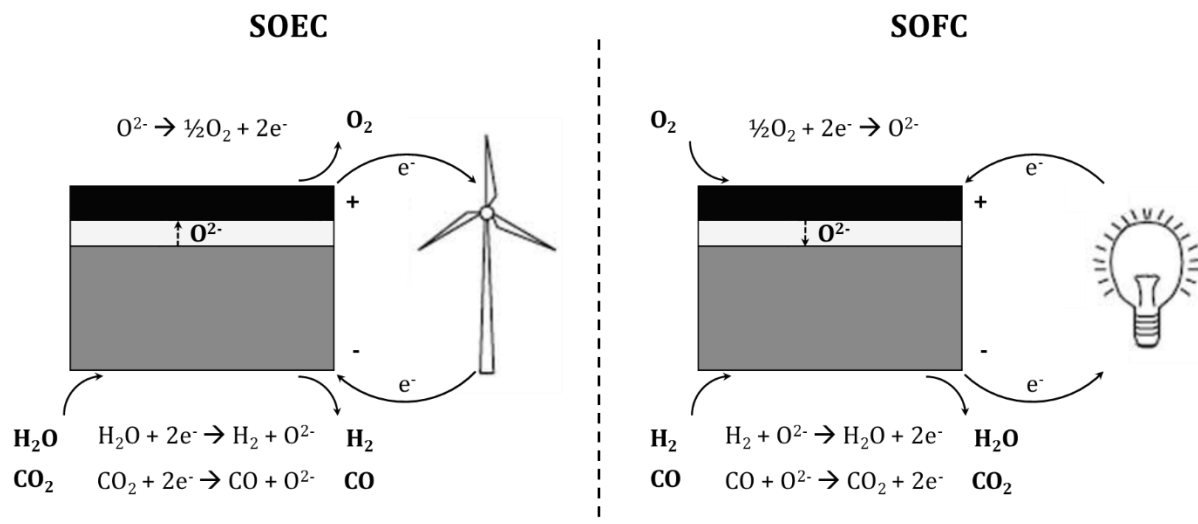 SOEC
O²⁻ → ½O₂ + 2e⁻
O₂
e⁻
+
O²⁻
-
e⁻
H₂O
H₂O + 2e⁻ → H₂ + O²⁻
H₂
CO₂
CO₂ + 2e⁻ → CO + O²⁻
CO
SOFC
O₂
½O₂ + 2e⁻ → O²⁻
e⁻
+
O²⁻
-
e⁻
H₂
H₂ + O²⁻ → H₂O + 2e⁻
H₂O
CO
CO + O²⁻ → CO₂ + 2e⁻
CO₂